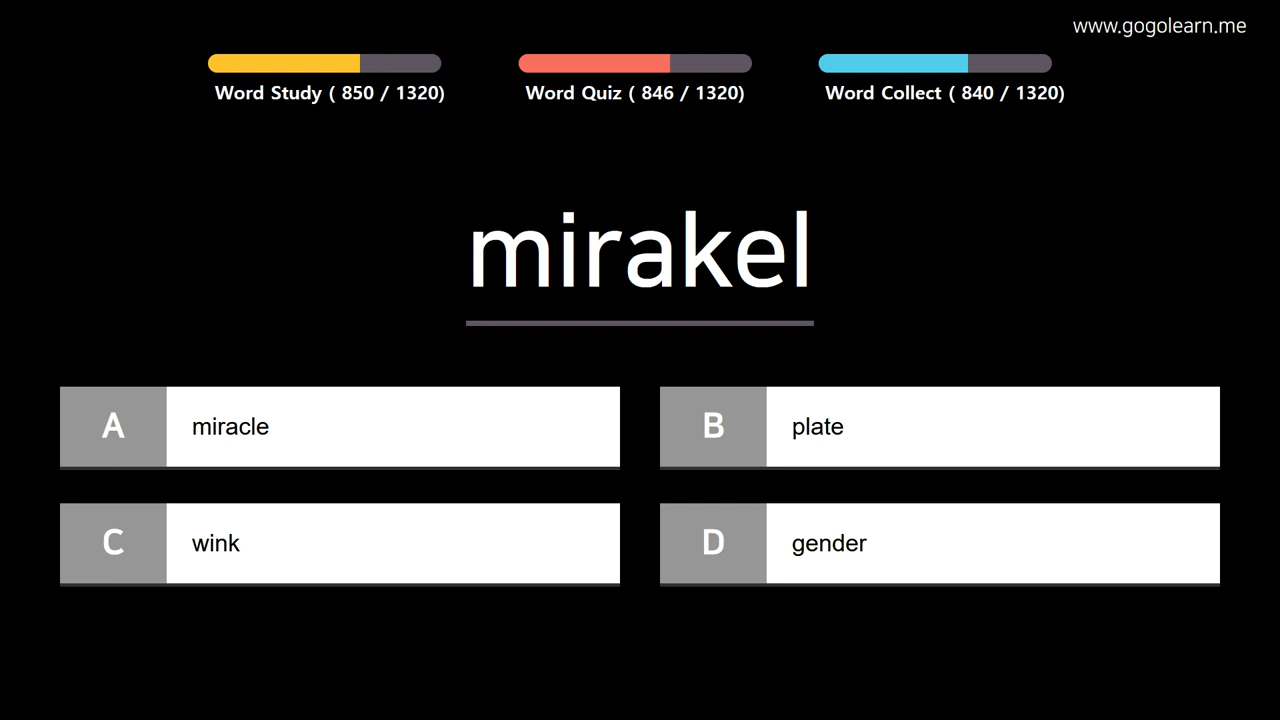 www.gogolearn.me
Word Study ( 850 / 1320)
Word Quiz ( 846 / 1320)
Word Collect ( 840 / 1320)
mirakel
A
miracle
B
plate
C
wink
D
gender